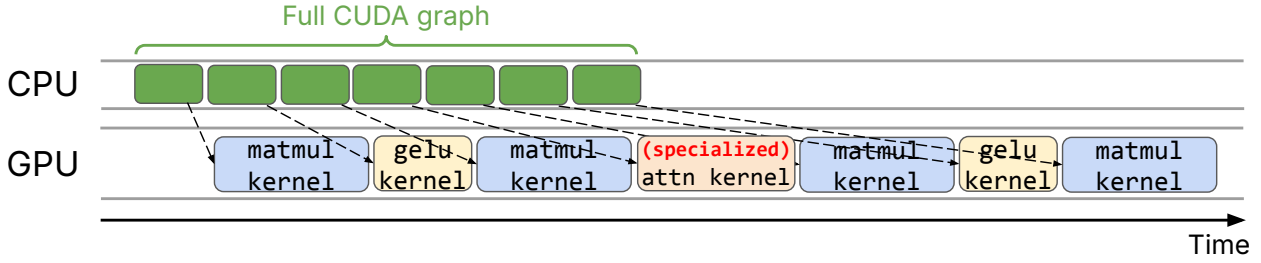 Full CUDA graph
CPU
GPU
matmul
kernel
gelu
kernel
matmul
kernel
(specialized)
attn kernel
matmul
kernel
gelu
kernel
matmul
kernel
Time